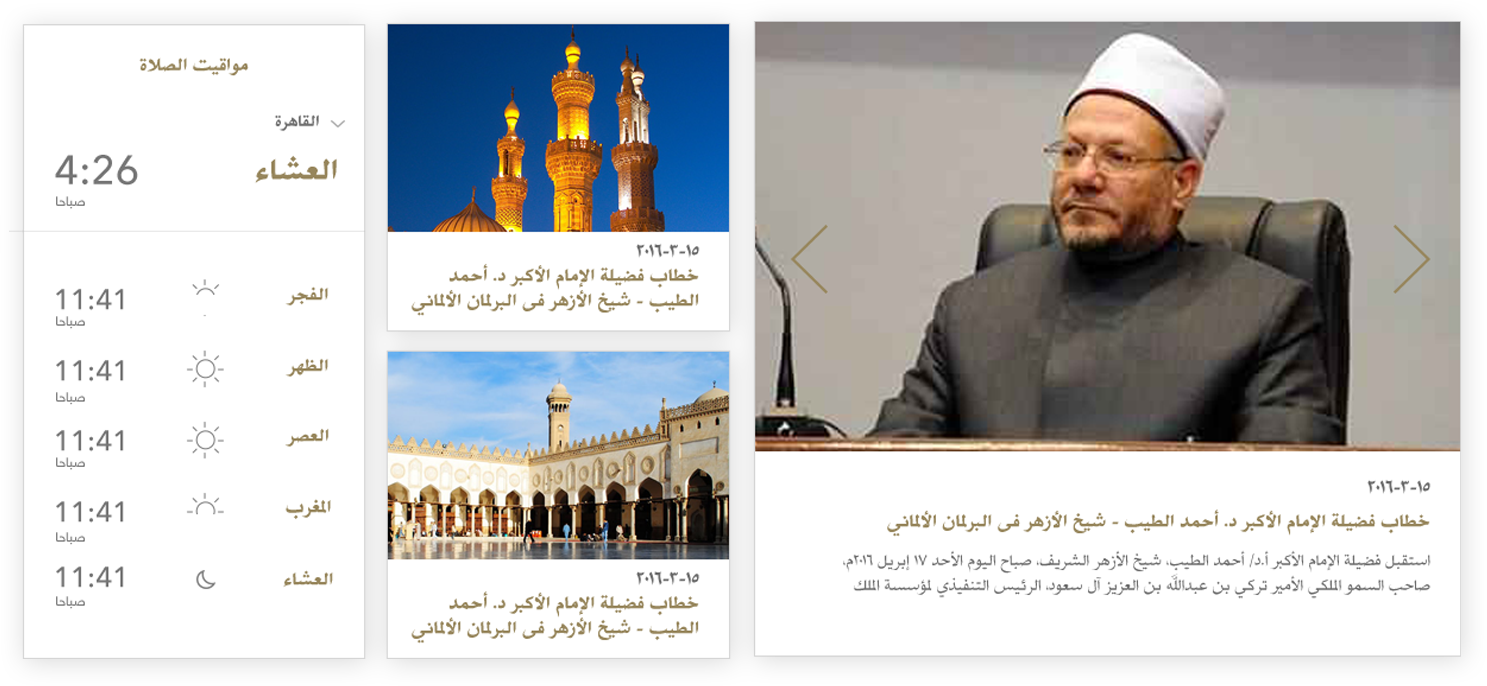 ٢٠١٦-٣-١٥
خطاب فضيلة الإمام الأكبر د. أحمد الطيب - شيخ الأزهر فى البرلمان الألماني
استقبل فضيلة الإمام الأكبر أ.د/ أحمد الطيب، شيخ الأزهر الشريف، صباح اليوم الأحد ١٧ إبريل ٢٠١٦م،
صاحب السمو الملكي الأمير تركي بن عبدالله بن العزيز آل سعود، الرئيس التنفيذي لمؤسسة الملك
٢٠١٦-٣-١٥
خطاب فضيلة الإمام الأكبر د. أحمد
الطيب - شيخ الأزهر فى البرلمان الألماني
٢٠١٦-٣-١٥
خطاب فضيلة الإمام الأكبر د. أحمد
الطيب - شيخ الأزهر فى البرلمان الألماني
مواقيت الصلاة
القاهرة
العشاء 4:26
صباحا
الفجر 11:41
صباحا
الظهر 11:41
صباحا
العصر 11:41
صباحا
المغرب 11:41
صباحا
العشاء 11:41
صباحا